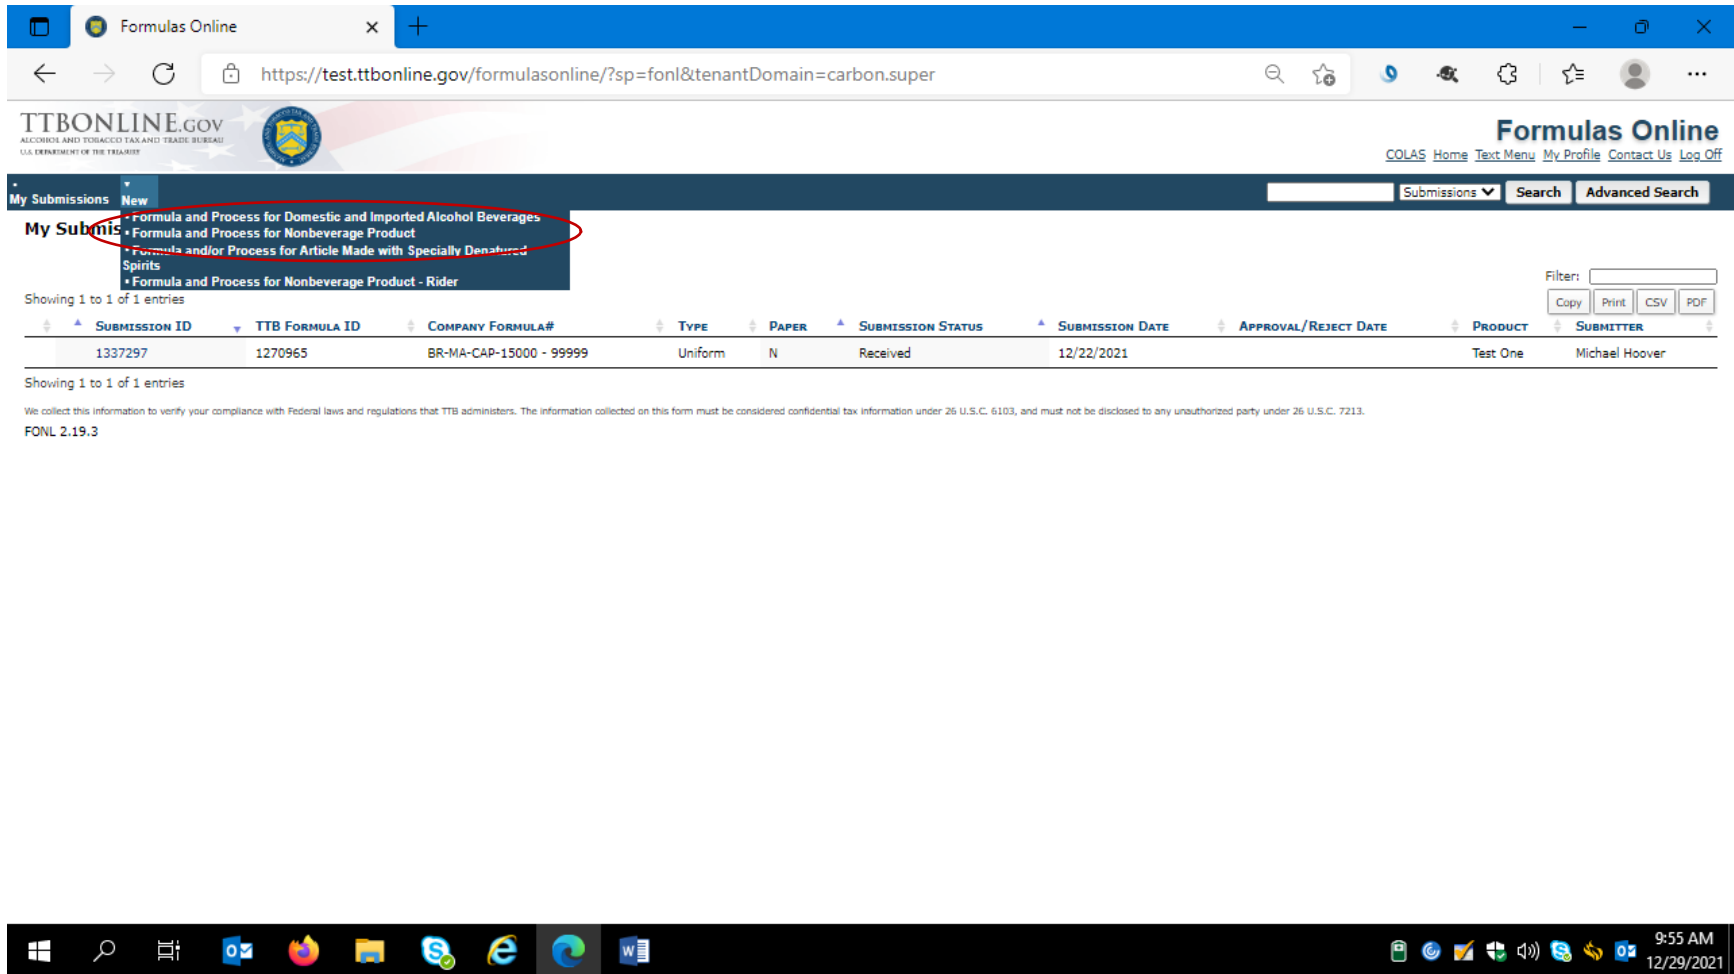 Formulas Online
https://test.ttbonline.gov/formulasonline/?sp=fonl&tenantDomain=carbon.super
TTBONLINE.GOV
ALCOHOL AND TOBACCO TAX AND TRADE BUREAU
U.S. DEPARTMENT OF THE TREASURY
Formulas Online
COLAS Home Text Menu My Profile Contact Us Log Off
My Submissions New
Submissions Search Advanced Search
My Submis
Formula and Process for Domestic and Imported Alcohol Beverages
Formula and Process for Nonbeverage Product
Formula and/or Process for Article Made with Specially Denatured
Spirits
Formula and Process for Nonbeverage Product - Rider
Filter:
Showing 1 to 1 of 1 entries
Copy Print CSV PDF
SUBMISSION ID TTB FORMULA ID COMPANY FORMULA# TYPE PAPER SUBMISSION STATUS SUBMISSION DATE APPROVAL/REJECT DATE PRODUCT SUBMITTER
1337297 1270965 BR-MA-CAP-15000 - 99999 Uniform N Received 12/22/2021 Test One Michael Hoover
Showing 1 to 1 of 1 entries
We collect this information to verify your compliance with Federal laws and regulations that TTB administers. The information collected on this form must be considered confidential tax information under 26 U.S.C. 6103, and must not be disclosed to any unauthorized party under 26 U.S.C. 7213.
FONL 2.19.3
9:55 AM
12/29/2021